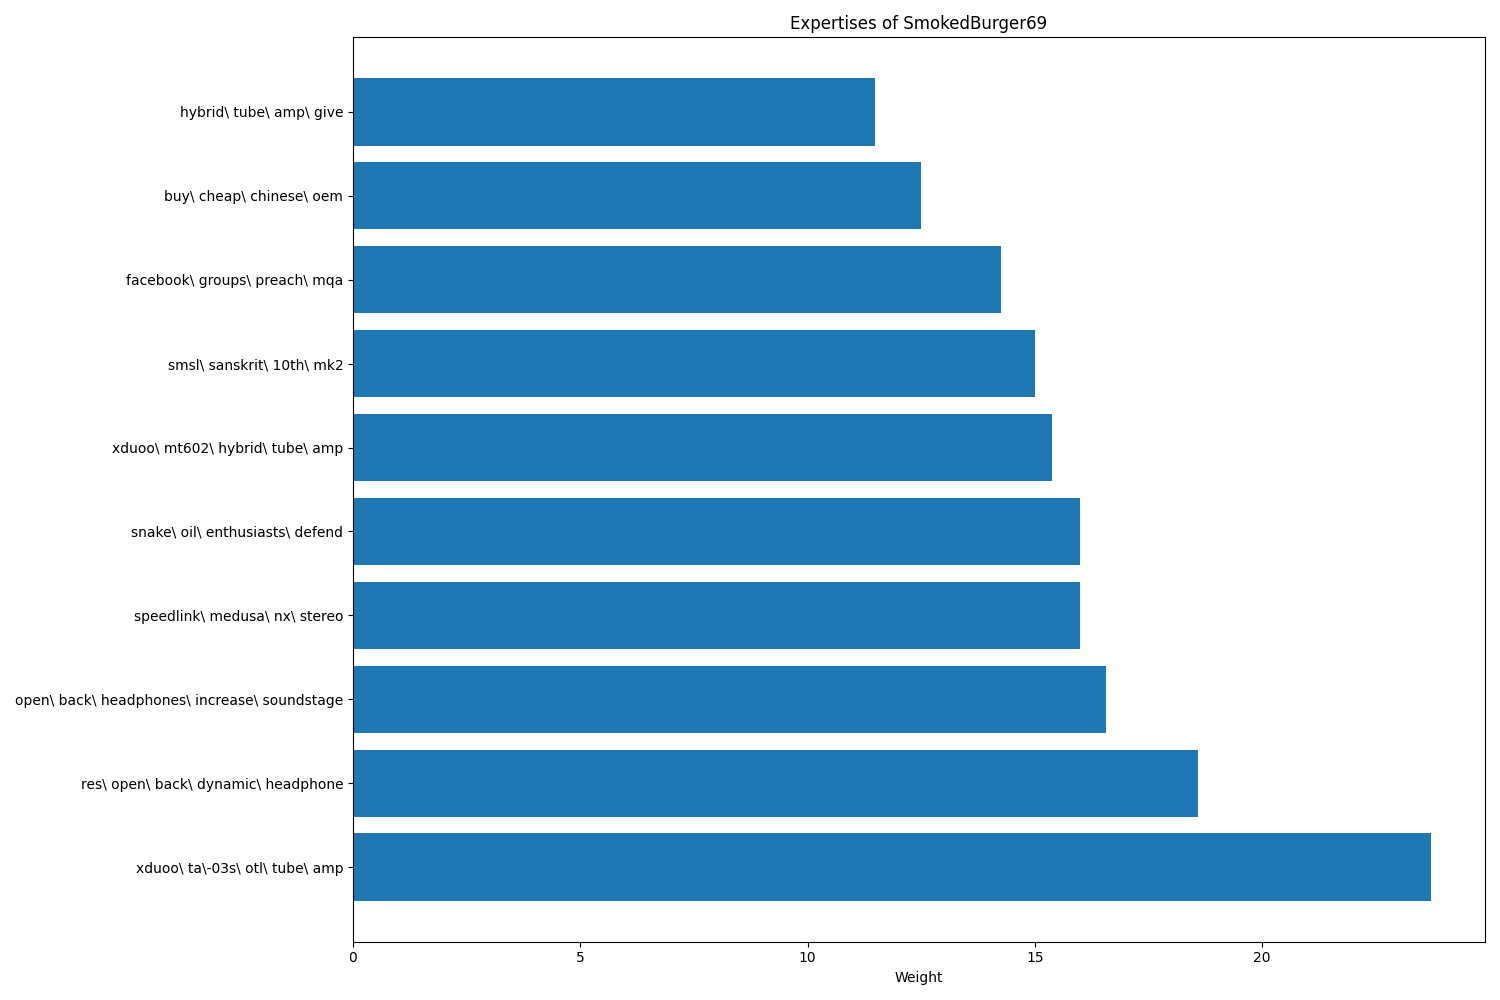 Expertises of SmokedBurger69
hybrid\ tube\ amp\ give
buy\ cheap\ chinese\ oem
facebook\ groups\ preach\ mqa
smsl\ sanskrit\ 10th\ mk2
xduoo\ mt602\ hybrid\ tube\ amp
snake\ oil\ enthusiasts\ defend
speedlink\ medusa\ nx\ stereo
open\ back\ headphones\ increase\ soundstage
res\ open\ back\ dynamic\ headphone
xduoo\ ta\-03s\ otl\ tube\ amp
0 5 10 15 20
Weight